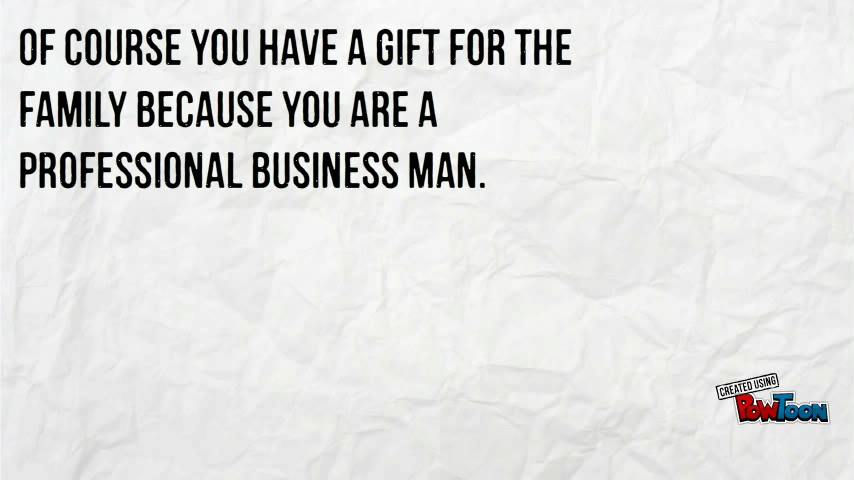 OF COURSE YOU HAVE A GIFT FOR THE
FAMILY BECAUSE YOU ARE A
PROFESSIONAL BUSINESS MAN.
CREATED USING
POWTOON